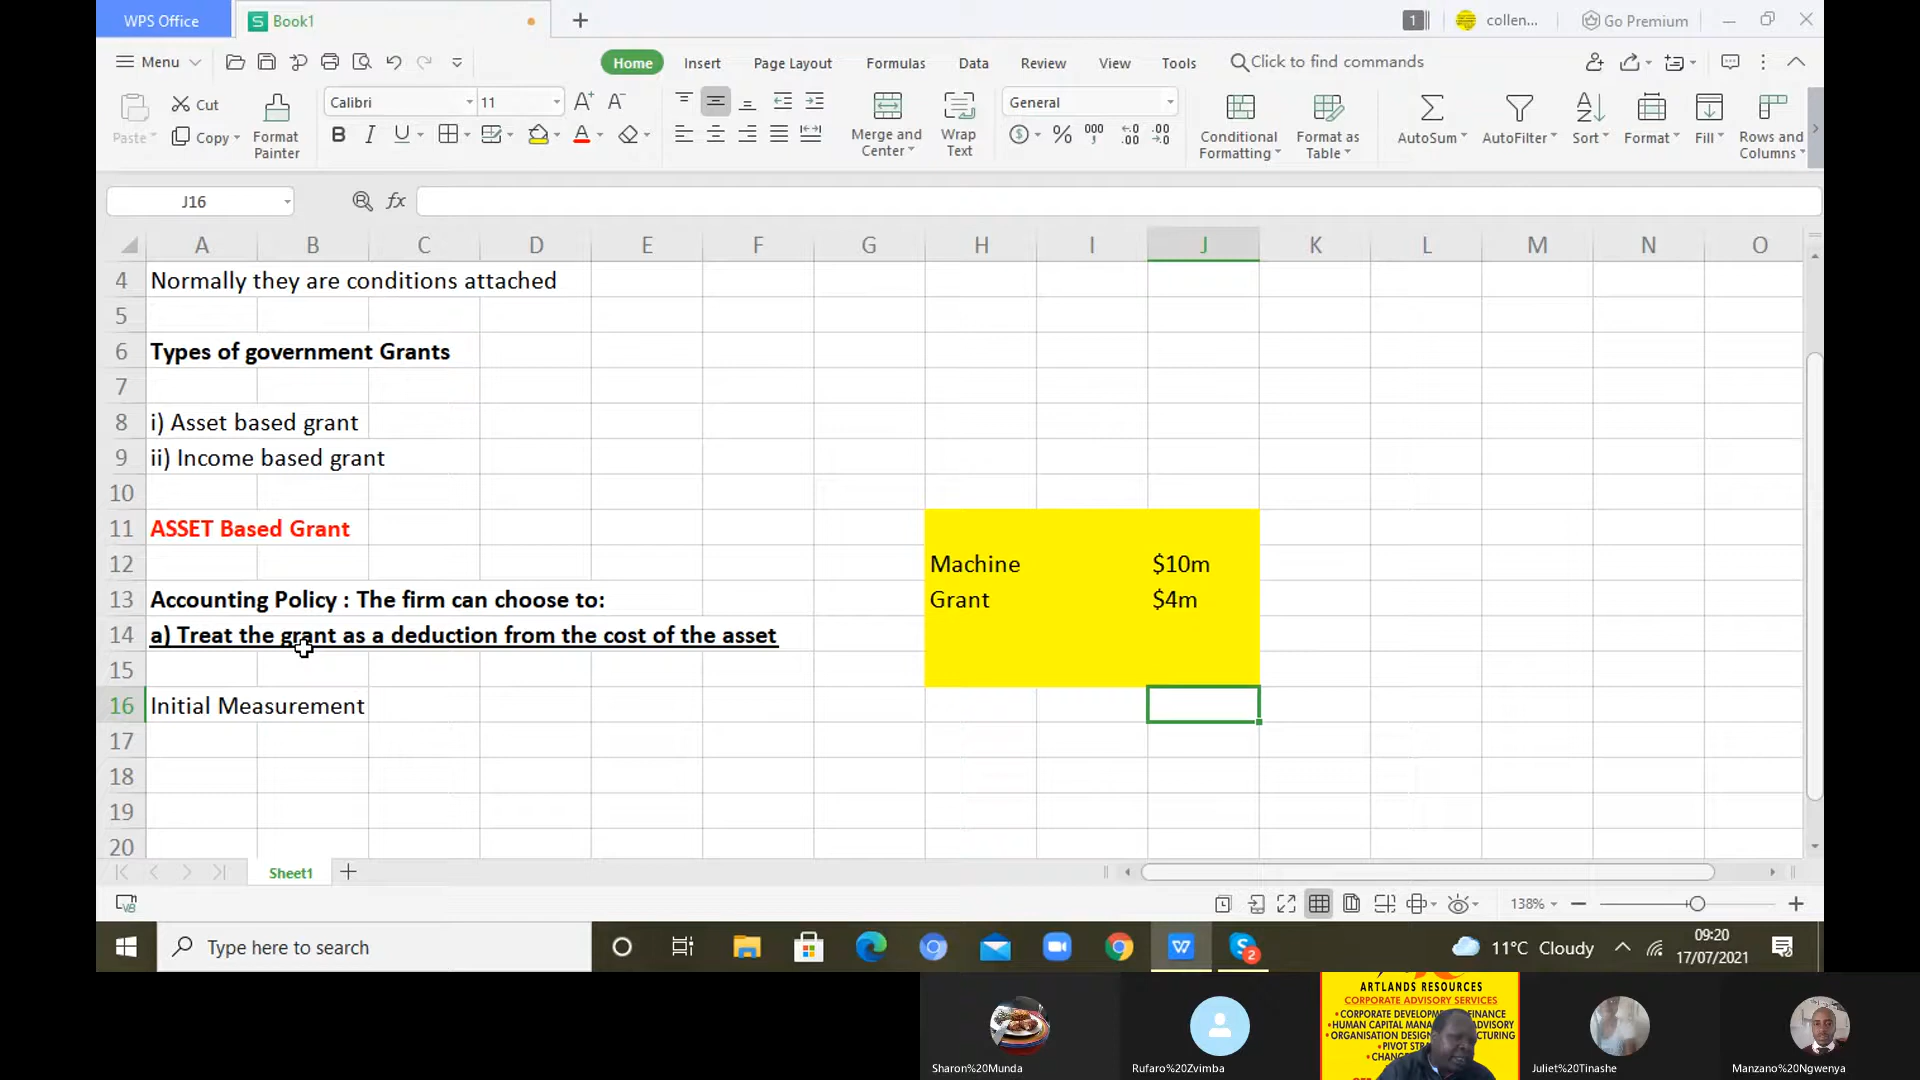 WPS Office
Book1
1
collen...
Go Premium
Menu
Home
Insert
Page Layout
Formulas
Data
Review
View
Tools
Click to find commands
Paste
Cut
Copy
Format Painter
Calibri
11
Merge and Center
Wrap Text
General
Conditional Formatting
Format as Table
AutoSum
AutoFilter
Sort
Format
Fill
Rows and Columns
J16
fx
A B C D E F G H I J K L M N O
4 Normally they are conditions attached
5
6 Types of government Grants
7
8 i) Asset based grant
9 ii) Income based grant
10
11 ASSET Based Grant
12 Machine $10m
13 Accounting Policy : The firm can choose to: Grant $4m
14 a) Treat the grant as a deduction from the cost of the asset
15
16 Initial Measurement
17
18
19
20
Sheet1
138%
Type here to search
2
11°C Cloudy
09:20
17/07/2021
ARTLANDS RESOURCES
CORPORATE ADVISORY SERVICES
Sharon%20Munda
Rufaro%20Zvimba
Juliet%20Tinashe
Manzano%20Ngwenya